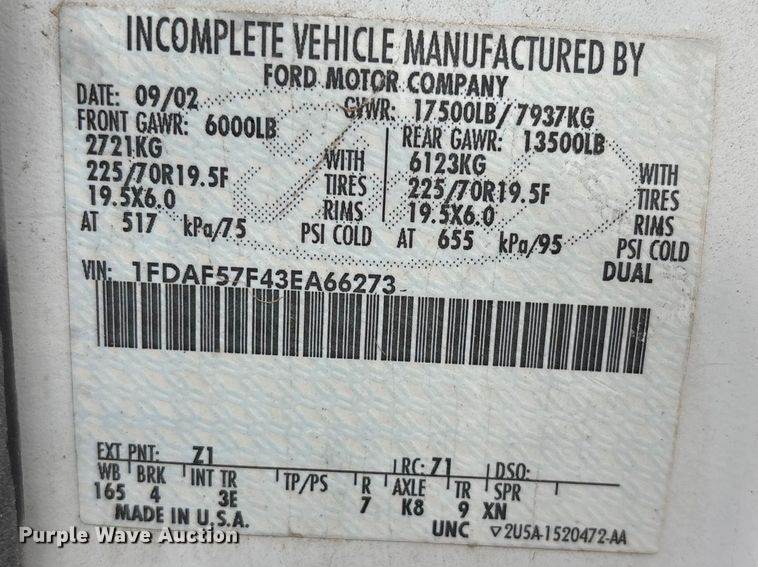 INCOMPLETE VEHICLE MANUFACTURED BY
FORD MOTOR COMPANY
DATE: 09/02 GVWR: 17500LB/7937KG
FRONT GAWR: 6000LB REAR GAWR: 13500LB
2721KG WITH 6123KG WITH
225/70R19.5F TIRES 225/70R19.5F TIRES
19.5X6.0 RIMS 19.5X6.0 RIMS
AT 517 kPa/75 PSI COLD AT 655 kPa/95 PSI COLD
DUAL
VIN: 1FDAF57F43EA66273
EXT PNT: Z1 RC: 71 DSO:
WB BRK INT TR TP/PS R AXLE TR SPR
165 4 3E 7 K8 9 XN
MADE IN U.S.A. UNC ▽2U5A-1520472-AA
Purple Wave Auction